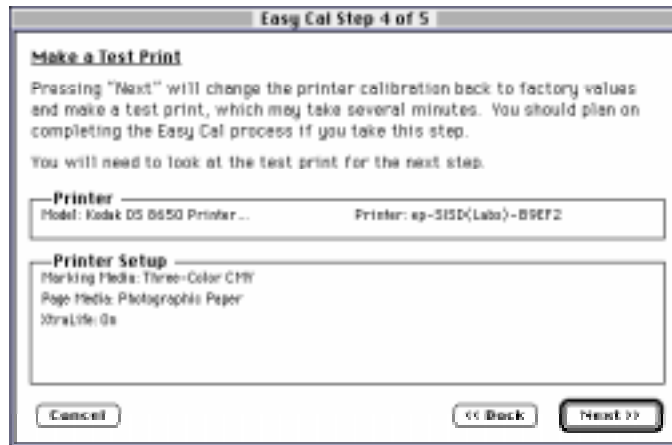 Easy Cal Step 4 of 5
Make a Test Print
Pressing "Next" will change the printer calibration back to factory values
and make a test print, which may take several minutes. You should plan on
completing the Easy Cal process if you take this step.
You will need to look at the test print for the next step.
Printer
Model: Kodak DS 8650 Printer... Printer: ep-SISD(Labs)-B9EF2
Printer Setup
Marking Media: Three-Color CMY
Page Media: Photographic Paper
XtraLife: On
Cancel << Back Next >>